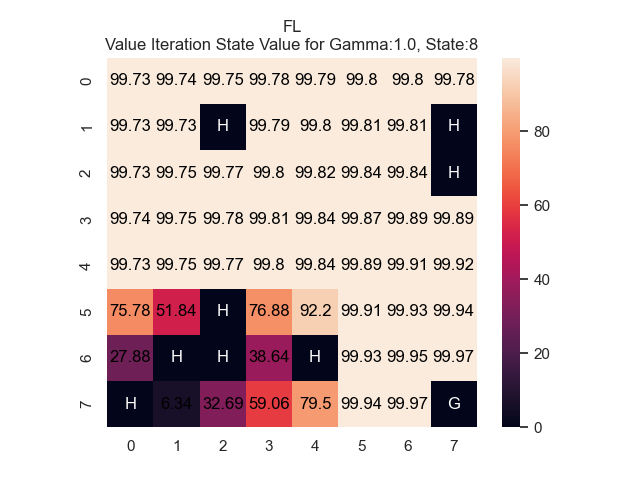 FL
Value Iteration State Value for Gamma:1.0, State:8
0 99.73 99.74 99.75 99.78 99.79 99.8 99.8 99.78
1 99.73 99.73 H 99.79 99.8 99.81 99.81 H
2 99.73 99.75 99.77 99.8 99.82 99.84 99.84 H
3 99.74 99.75 99.78 99.81 99.84 99.87 99.89 99.89
4 99.73 99.75 99.77 99.8 99.84 99.89 99.91 99.92
5 75.78 51.84 H 76.88 92.2 99.91 99.93 99.94
6 27.88 H H 38.64 H 99.93 99.95 99.97
7 H 6.34 32.69 59.06 79.5 99.94 99.97 G
0 1 2 3 4 5 6 7
80
60
40
20
0